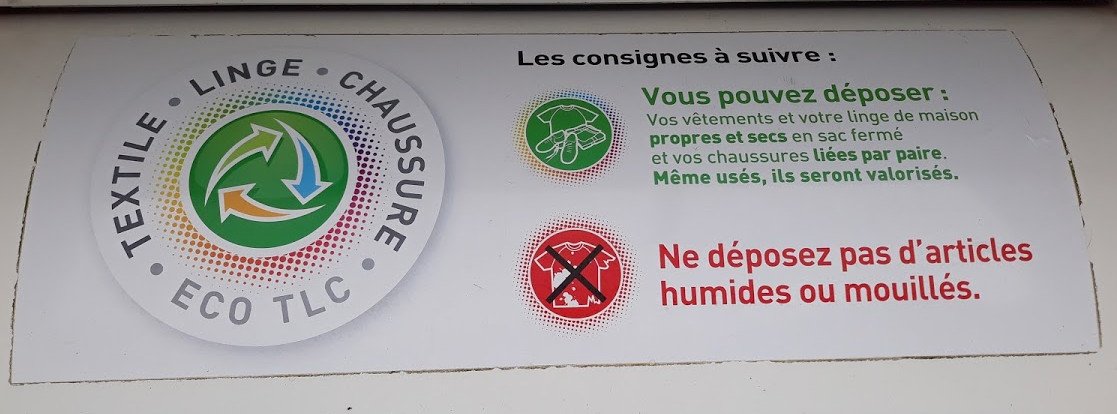 TEXTILE • LINGE • CHAUSSURE •
ECO TLC •
Les consignes à suivre :
Vous pouvez déposer :
Vos vêtements et votre linge de maison
propres et secs en sac fermé
et vos chaussures liées par paire.
Même usés, ils seront valorisés.
Ne déposez pas d'articles
humides ou mouillés.